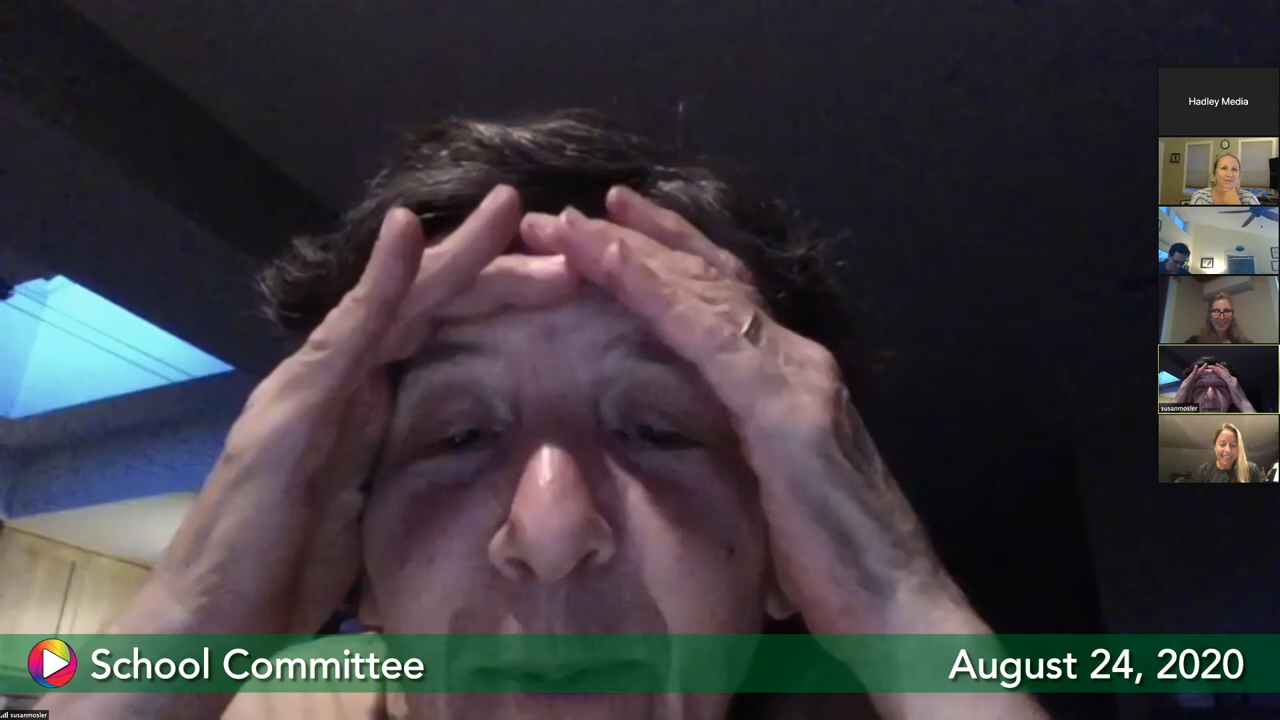 Hadley Media
susanmosler
School Committee
August 24, 2020
susanmosler